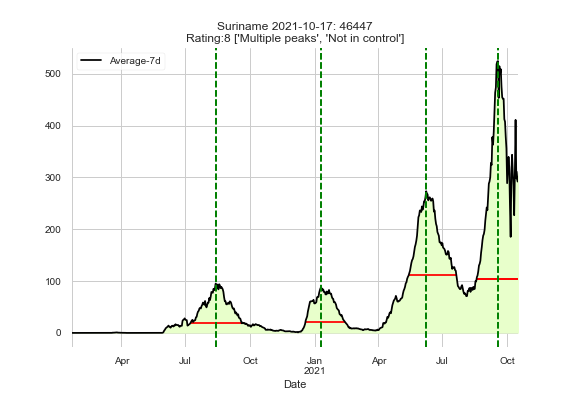 Suriname 2021-10-17: 46447
Rating:8 ['Multiple peaks', 'Not in control']
Average-7d
500
400
300
200
100
0
Apr Jul Oct Jan Apr Jul Oct
2021
Date